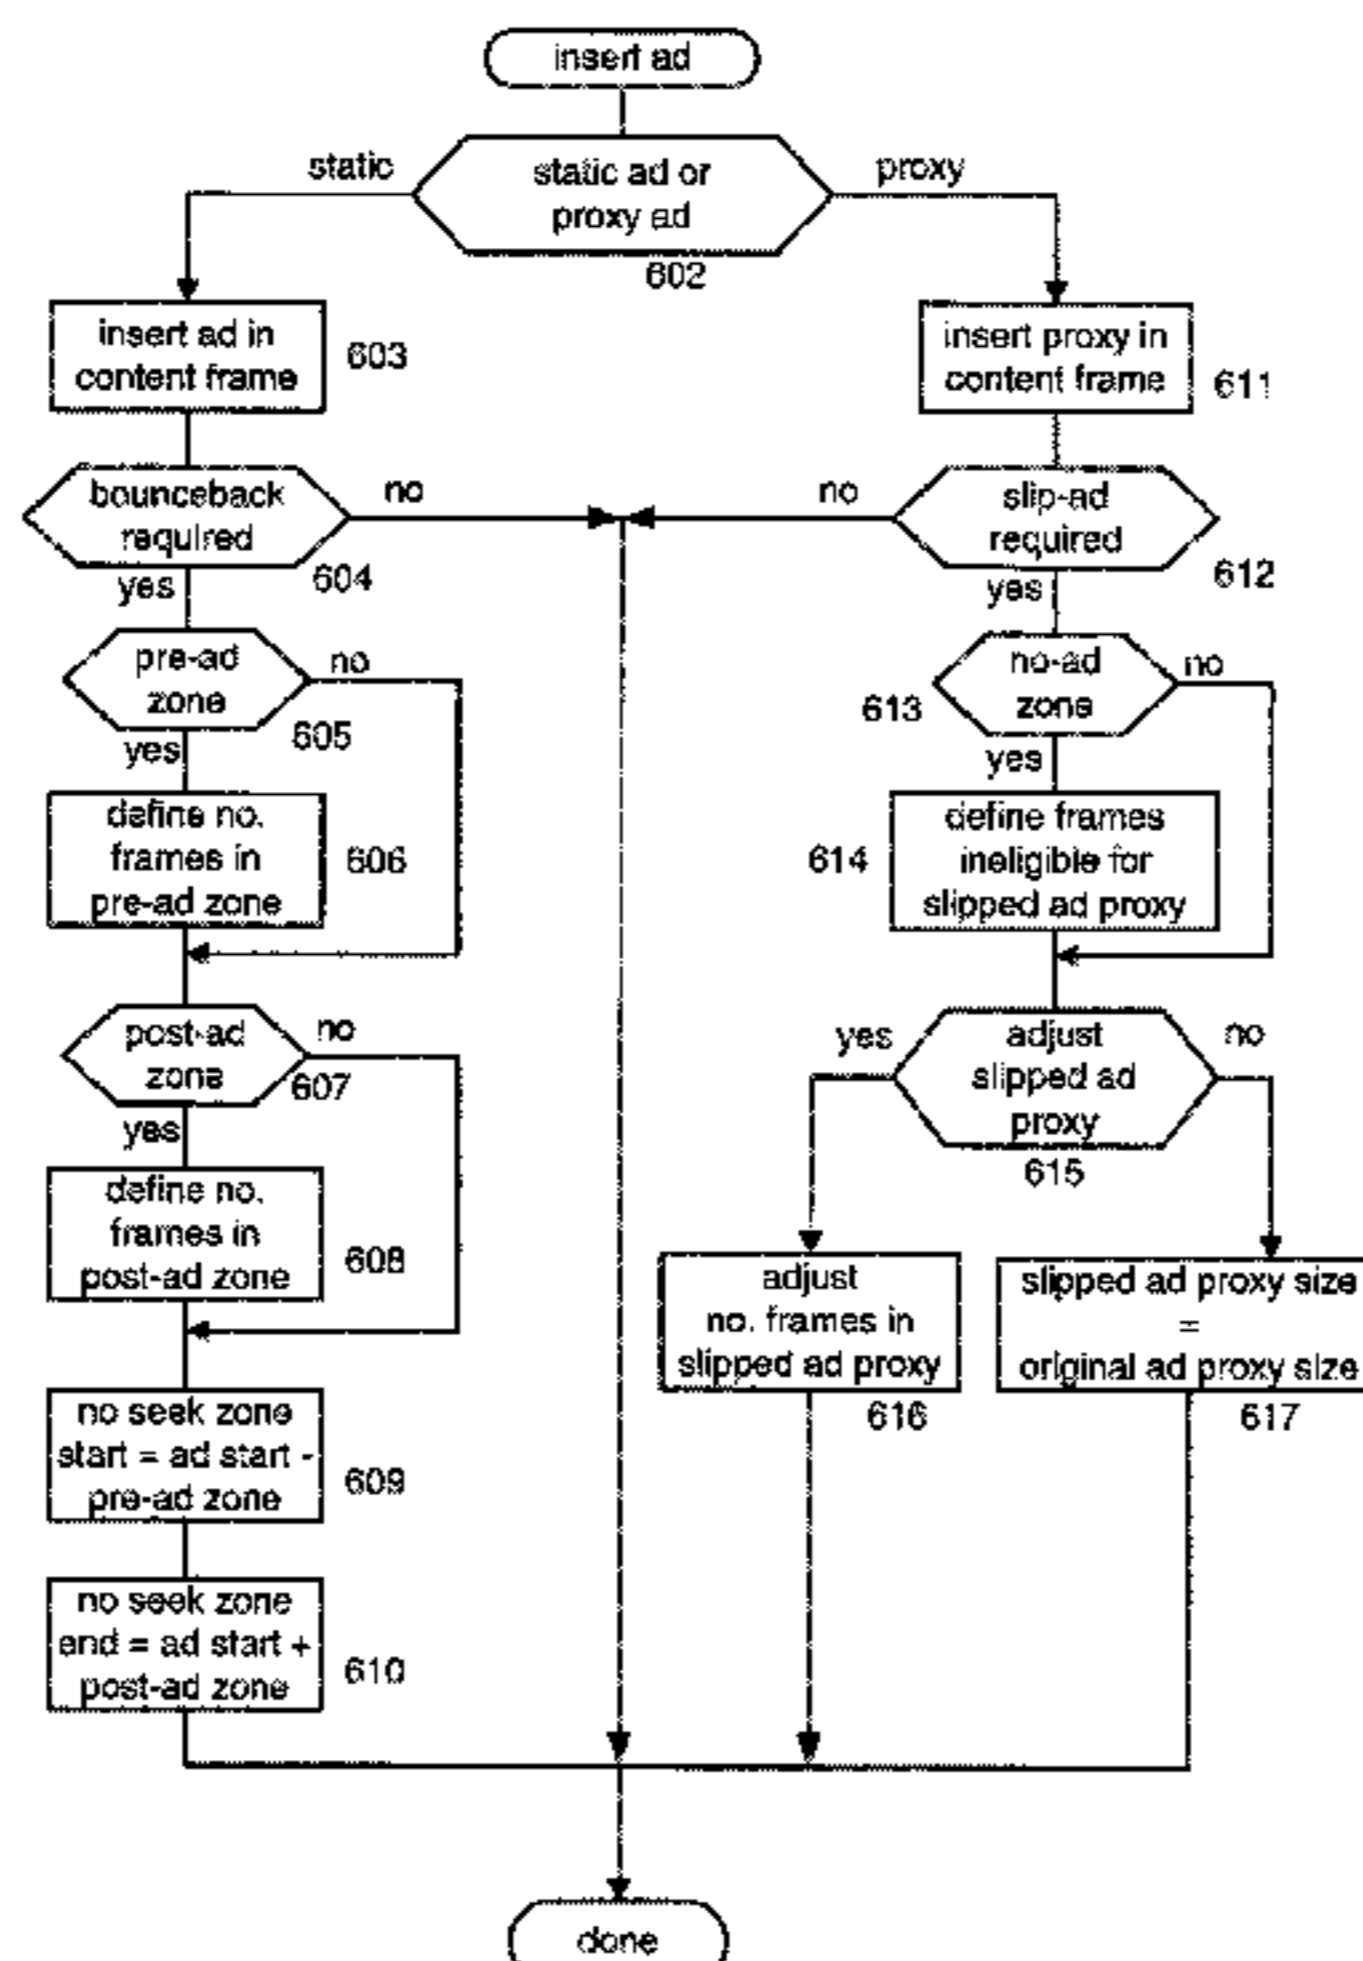 insert ad
static
static ad or
proxy ad
proxy
602
insert ad in
content frame
603
insert proxy in
content frame
611
bounceback
required
no
604
yes
no
slip-ad
required
612
yes
pre-ad
zone
no
605
yes
no-ad
zone
no
613
yes
define no.
frames in
pre-ad zone
606
define frames
ineligible for
slipped ad proxy
614
post-ad
zone
no
607
yes
yes
adjust
slipped ad
proxy
no
615
define no.
frames in
post-ad zone
608
adjust
no. frames in
slipped ad proxy
616
slipped ad proxy size
=
original ad proxy size
617
no seek zone
start = ad start -
pre-ad zone
609
no seek zone
end = ad start +
post-ad zone
610
done